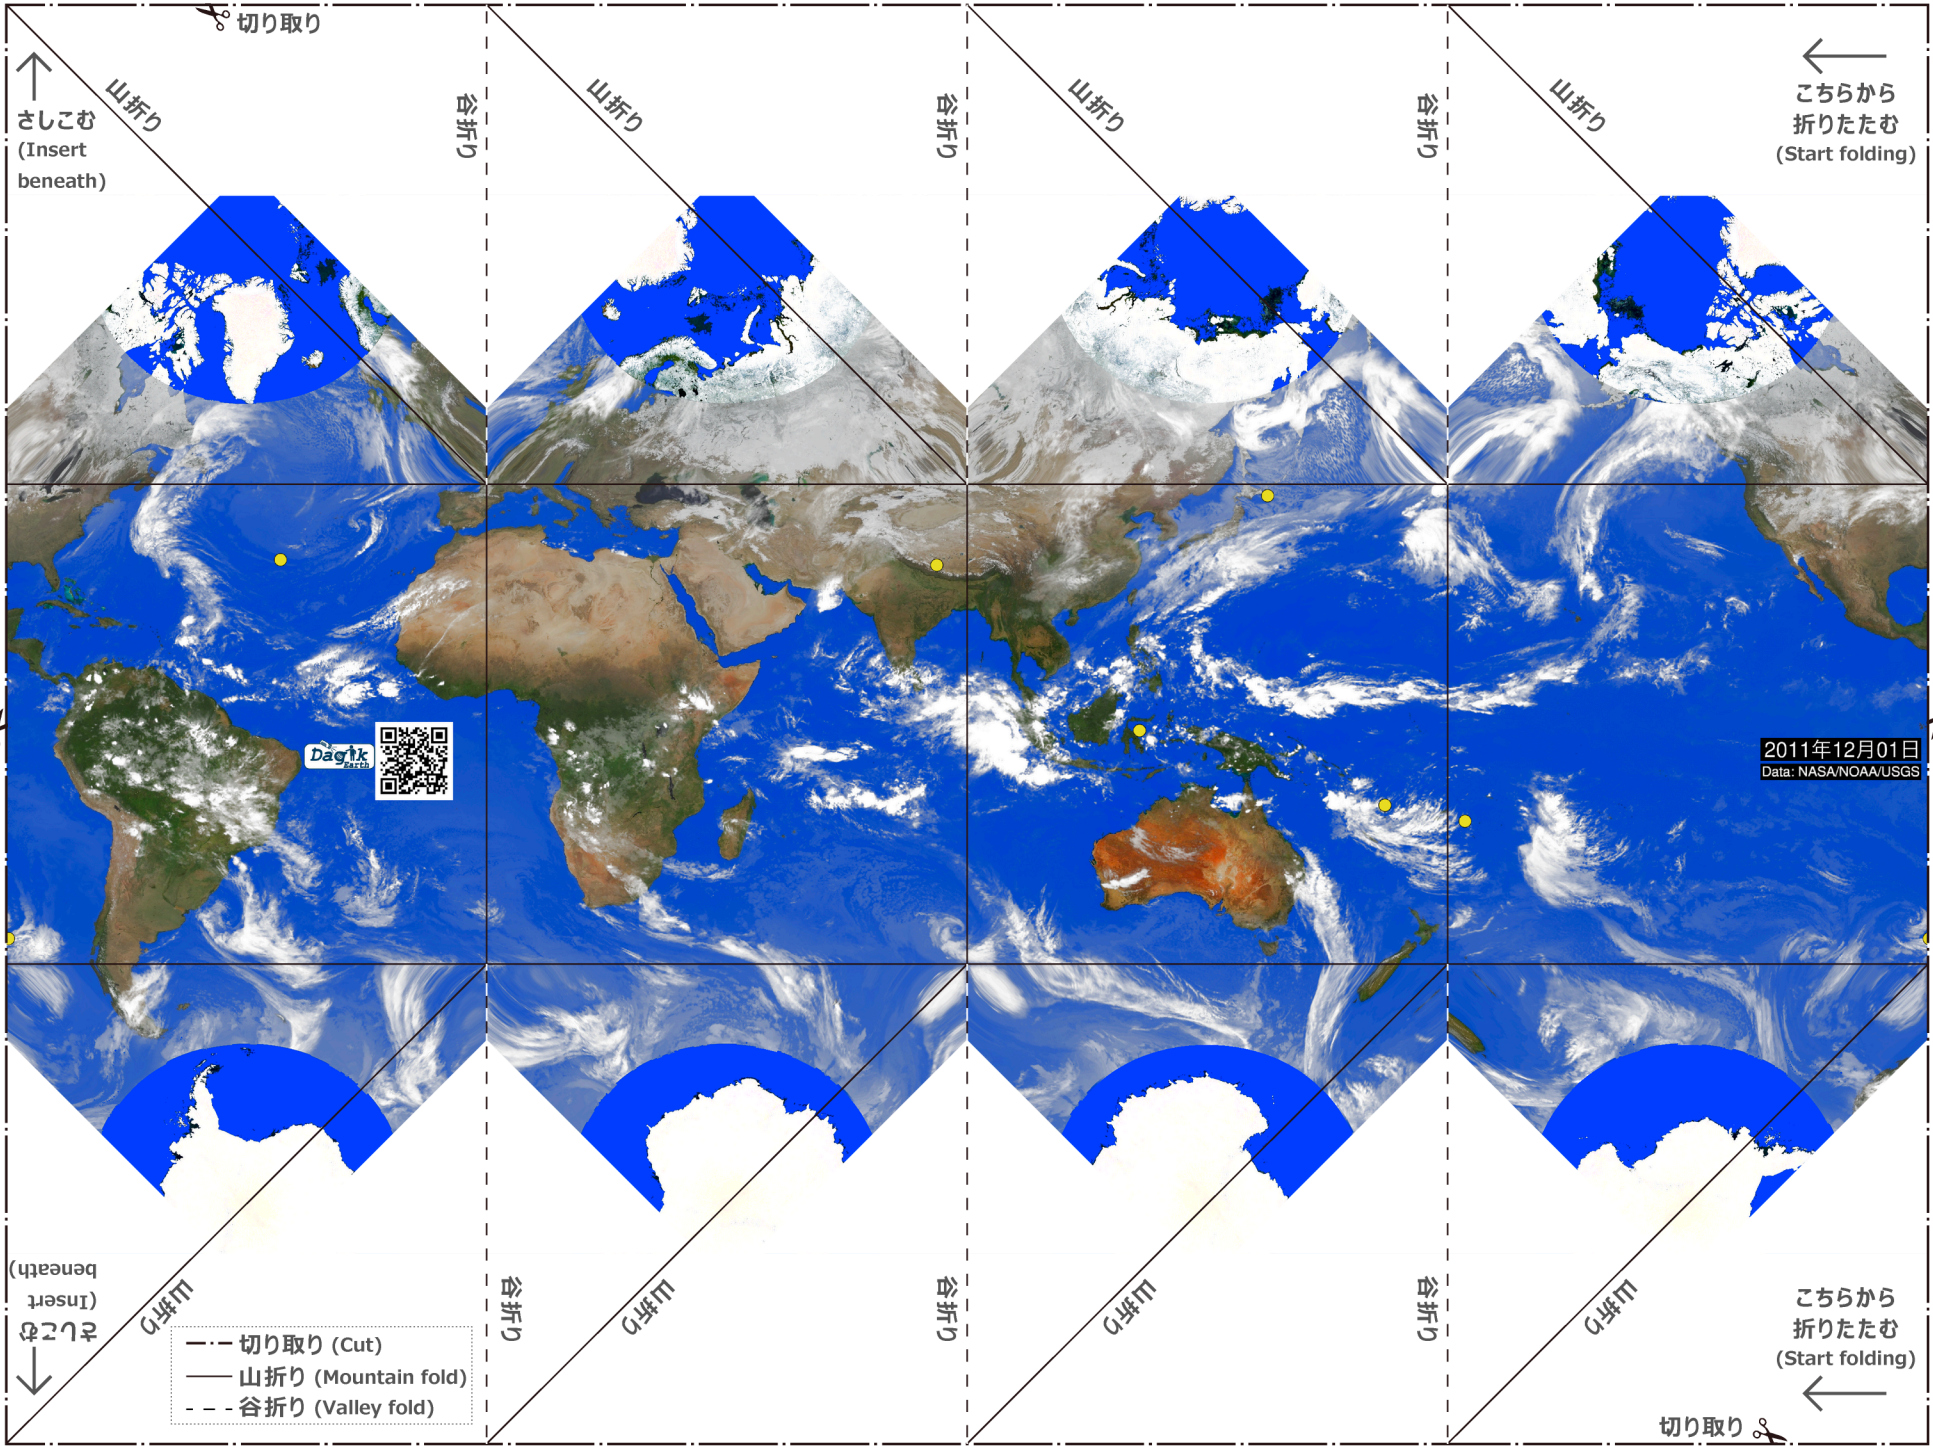 切り取り
山折り
谷折り
山折り
谷折り
山折り
谷折り
山折り
さしこむ
(Insert
beneath)
こちらから
折りたたむ
(Start folding)
Dagik
Earth
2011年12月01日
Data: NASA/NOAA/USGS
さしこむ
(Insert
beneath)
山折り
谷折り
山折り
谷折り
山折り
谷折り
山折り
こちらから
折りたたむ
(Start folding)
切り取り (Cut)
山折り (Mountain fold)
谷折り (Valley fold)
切り取り